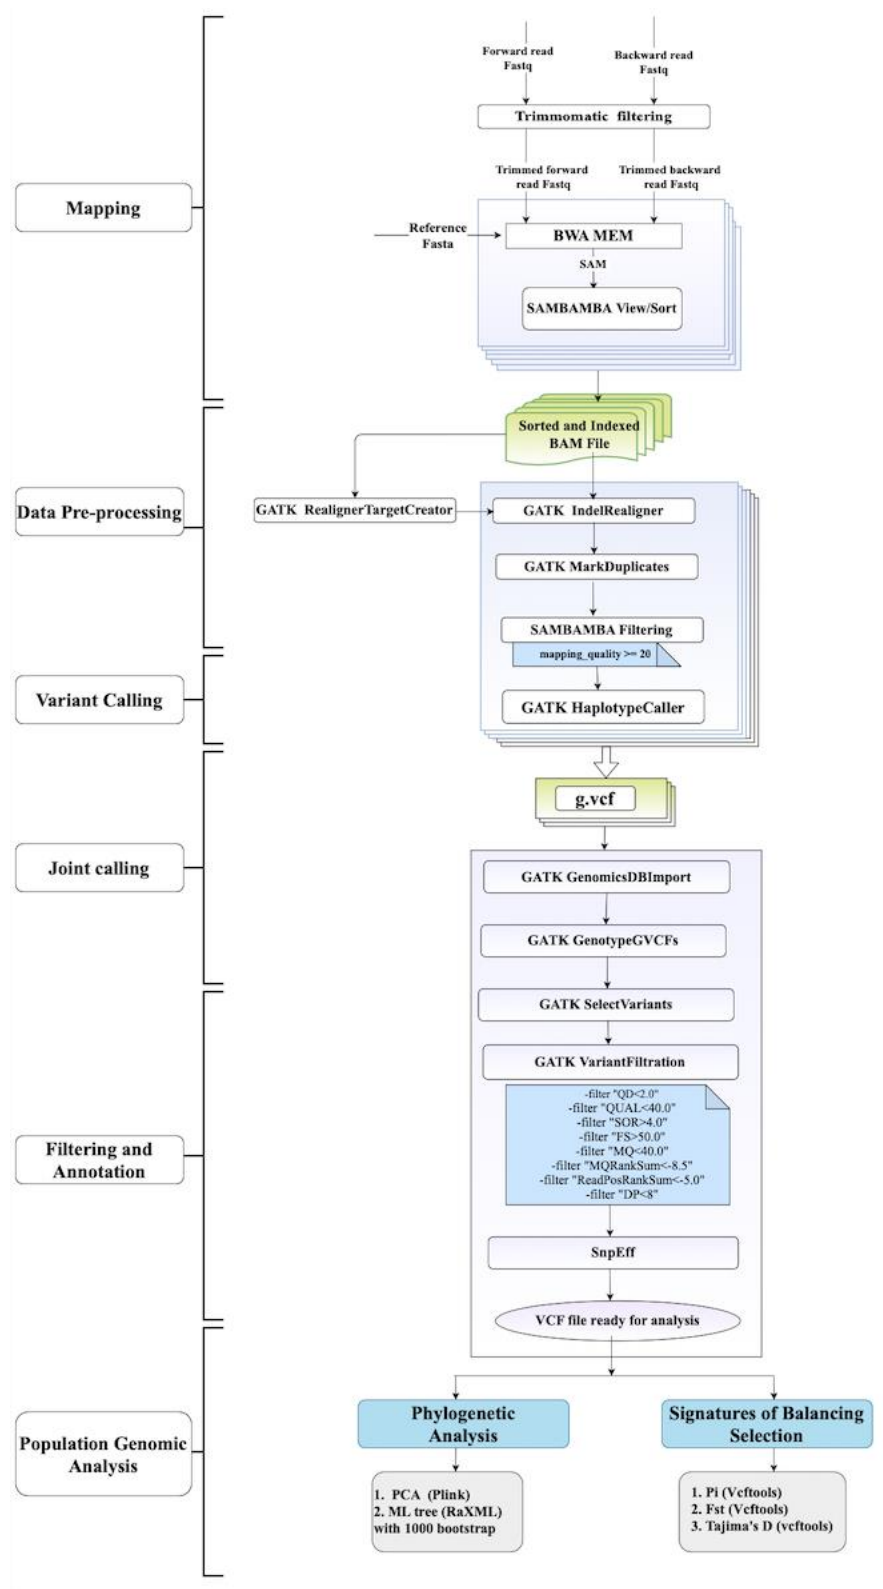 Forward read
Fastq
Backward read
Fastq
Trimmomatic filtering
Trimmed forward
read Fastq
Trimmed backward
read Fastq
Mapping
Reference
Fasta
BWA MEM
SAM
SAMBAMBA View/Sort
Sorted and Indexed
BAM File
Data Pre-processing
GATK RealignerTargetCreator
GATK IndelRealigner
GATK MarkDuplicates
SAMBAMBA Filtering
mapping_quality >= 20
Variant Calling
GATK HaplotypeCaller
g.vcf
Joint calling
GATK GenomicsDBImport
GATK GenotypeGVCFs
GATK SelectVariants
GATK VariantFiltration
-filter "QD<2.0"
-filter "QUAL<40.0"
-filter "SOR>4.0"
-filter "FS>50.0"
-filter "MQ<40.0"
-filter "MQRankSum<-8.5"
-filter "ReadPosRankSum<-5.0"
-filter "DP<8"
Filtering and
Annotation
SnpEff
VCF file ready for analysis
Population Genomic
Analysis
Phylogenetic
Analysis
1. PCA (Plink)
2. ML tree (RaXML)
with 1000 bootstrap
Signatures of Balancing
Selection
1. Pi (Vcftools)
2. Fst (Vcftools)
3. Tajima's D (vcftools)